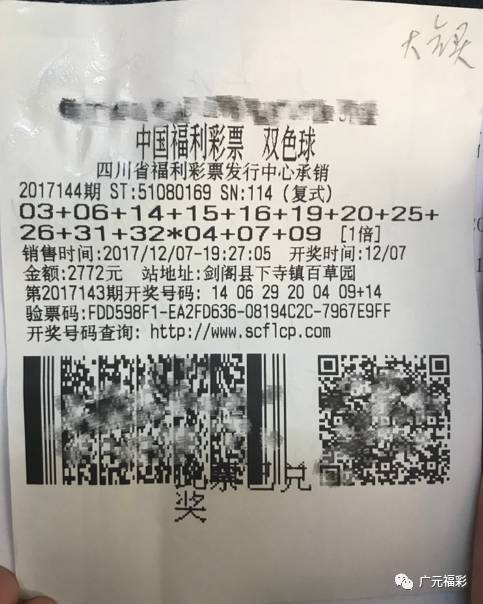 中国福利彩票 双色球
四川省福利彩票发行中心承销
2017144期 ST:51080169 SN:114 (复式)
03+06+14+15+16+19+20+25+
26+31+32*04+07+09 [1倍]
销售时间:2017/12/07-19:27:05 开奖时间:12/07
金额:2772元 站地址:剑阁县下寺镇百草园
第2017143期开奖号码: 14 06 29 20 04 09+14
验票码:FDD598F1-EA2FD636-08194C2C-7967E9FF
开奖号码查询: http://www.scflcp.com
此票已兑
奖
广元福彩